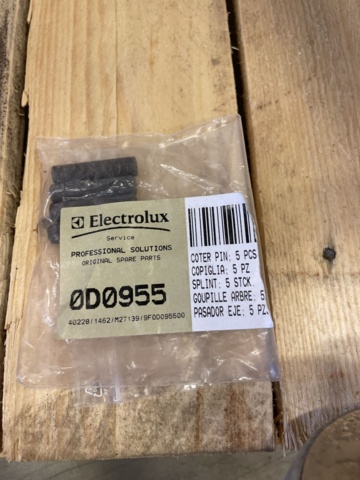 Electrolux
Service
PROFESSIONAL SOLUTIONS
ORIGINAL SPARE PARTS
0D0955
40228/1462/M27139/9F0D095500
COTER PIN: 5 PCS
COPIGLIA: 5 PZ
SPLINT: 5 STCK.
GOUPILLE ARBRE: 5
PASADOR EJE: 5 PZ.